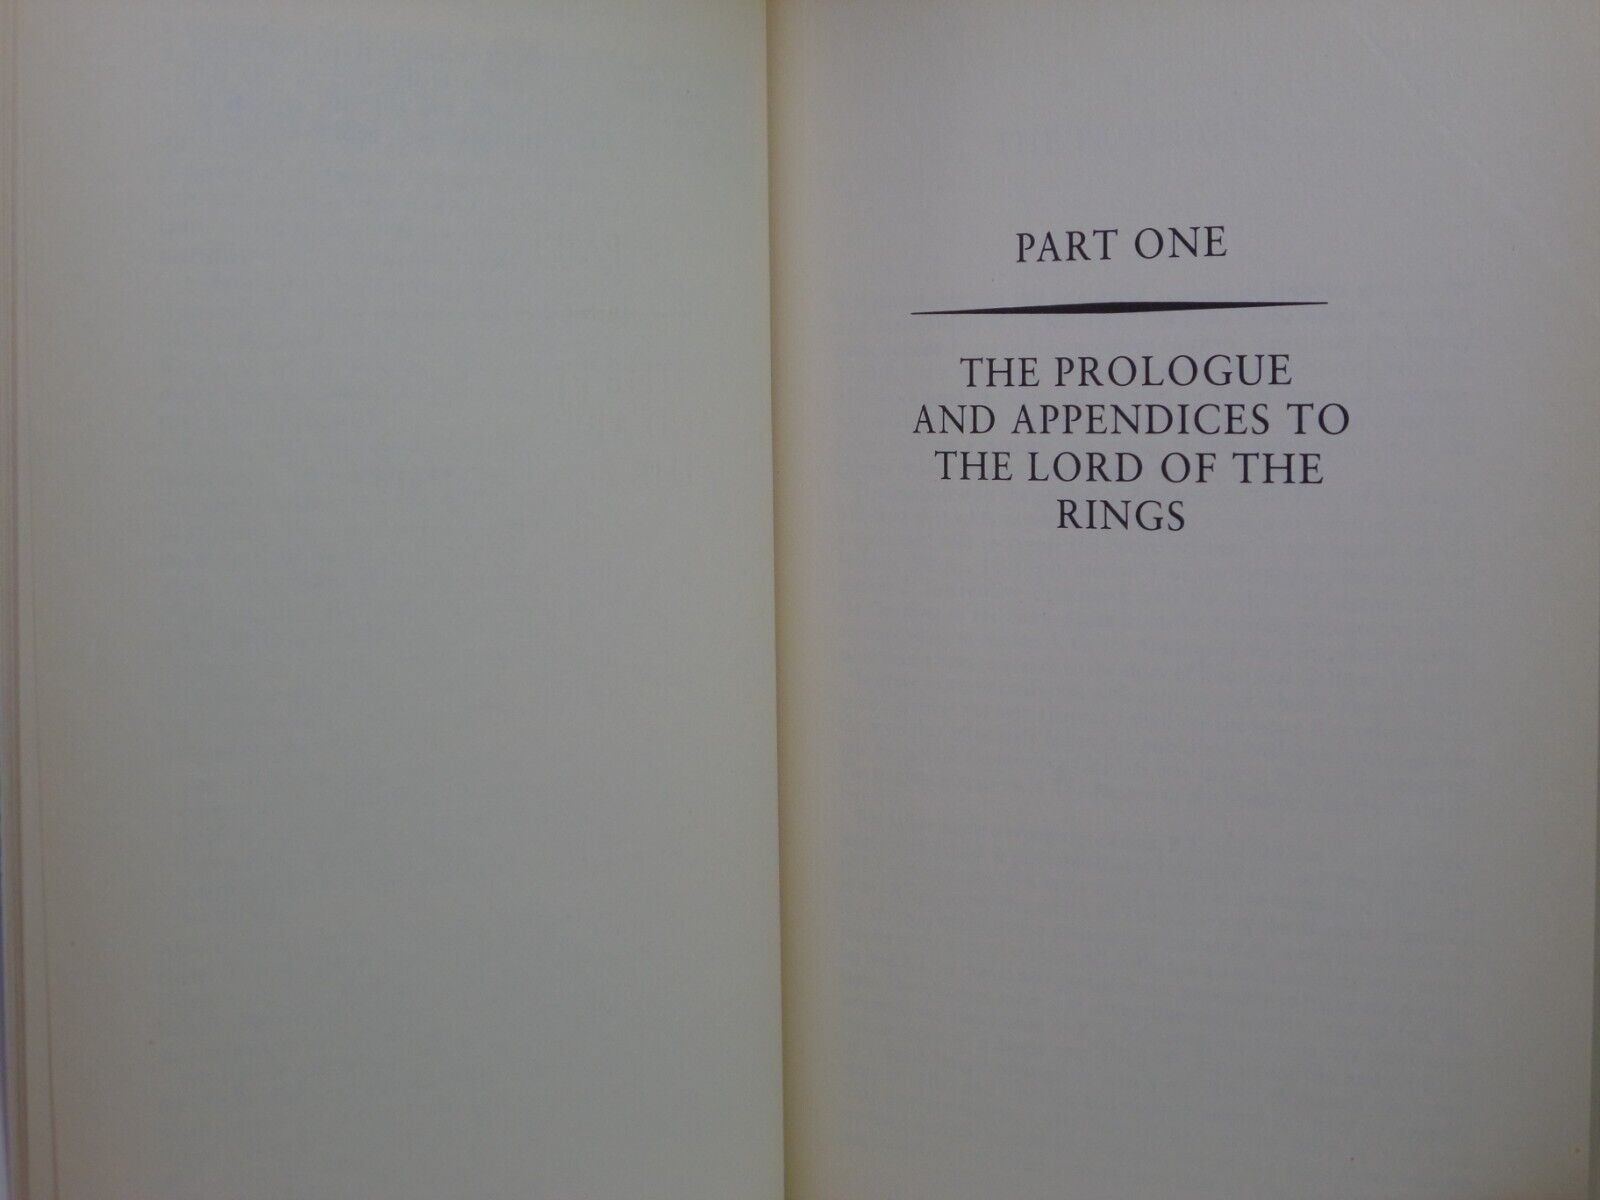 PART ONE
THE PROLOGUE
AND APPENDICES TO
THE LORD OF THE
RINGS